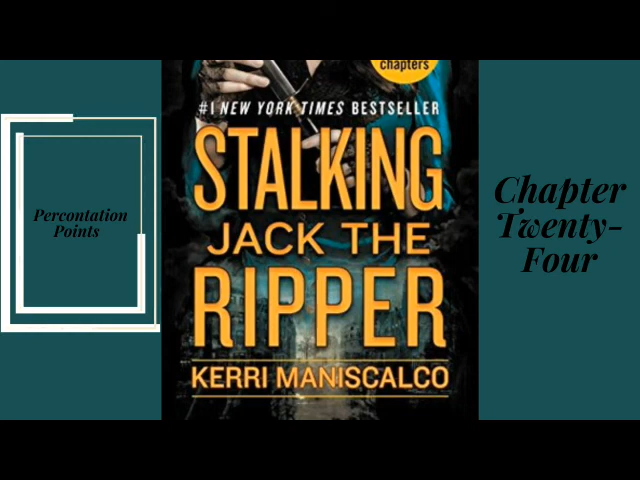 Percontation
Points
chapters
#1 NEW YORK TIMES BESTSELLER
STALKING
JACK THE
RIPPER
KERRI MANISCALCO
Chapter
Twenty-
Four